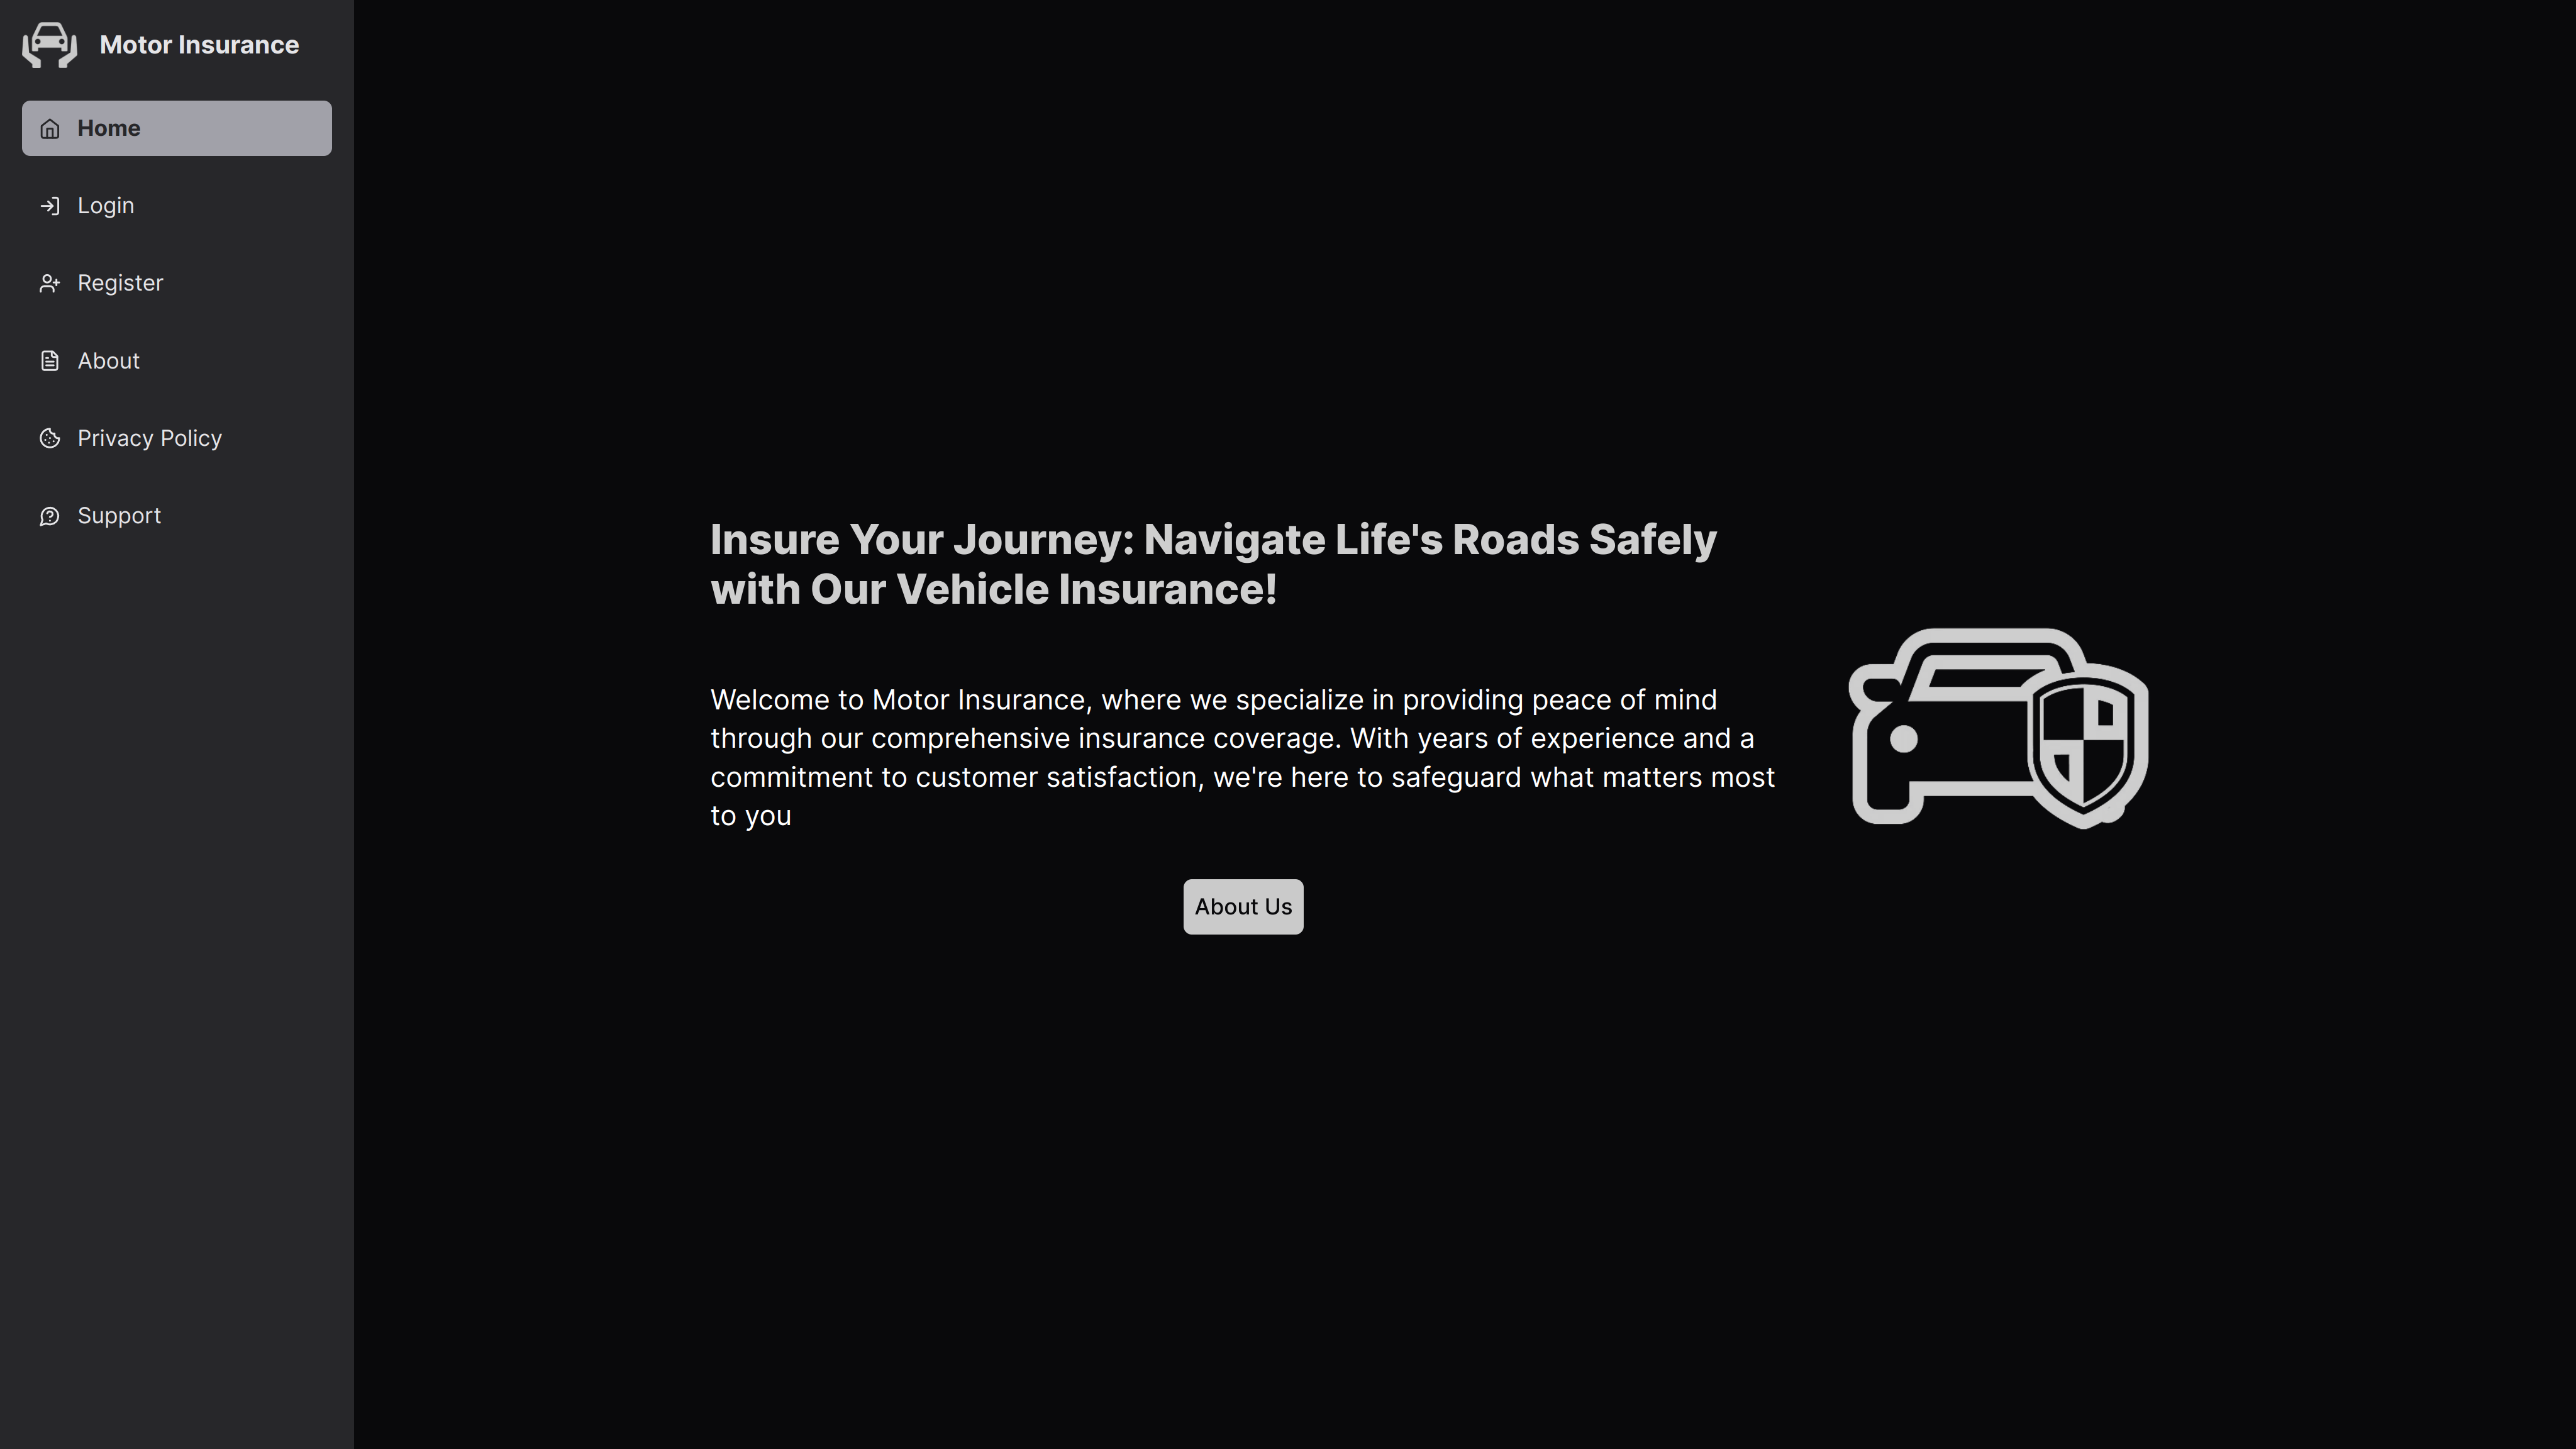 Motor Insurance
Home
Login
Register
About
Privacy Policy
Support
Insure Your Journey: Navigate Life's Roads Safely
with Our Vehicle Insurance!
Welcome to Motor Insurance, where we specialize in providing peace of mind
through our comprehensive insurance coverage. With years of experience and a
commitment to customer satisfaction, we're here to safeguard what matters most
to you
About Us